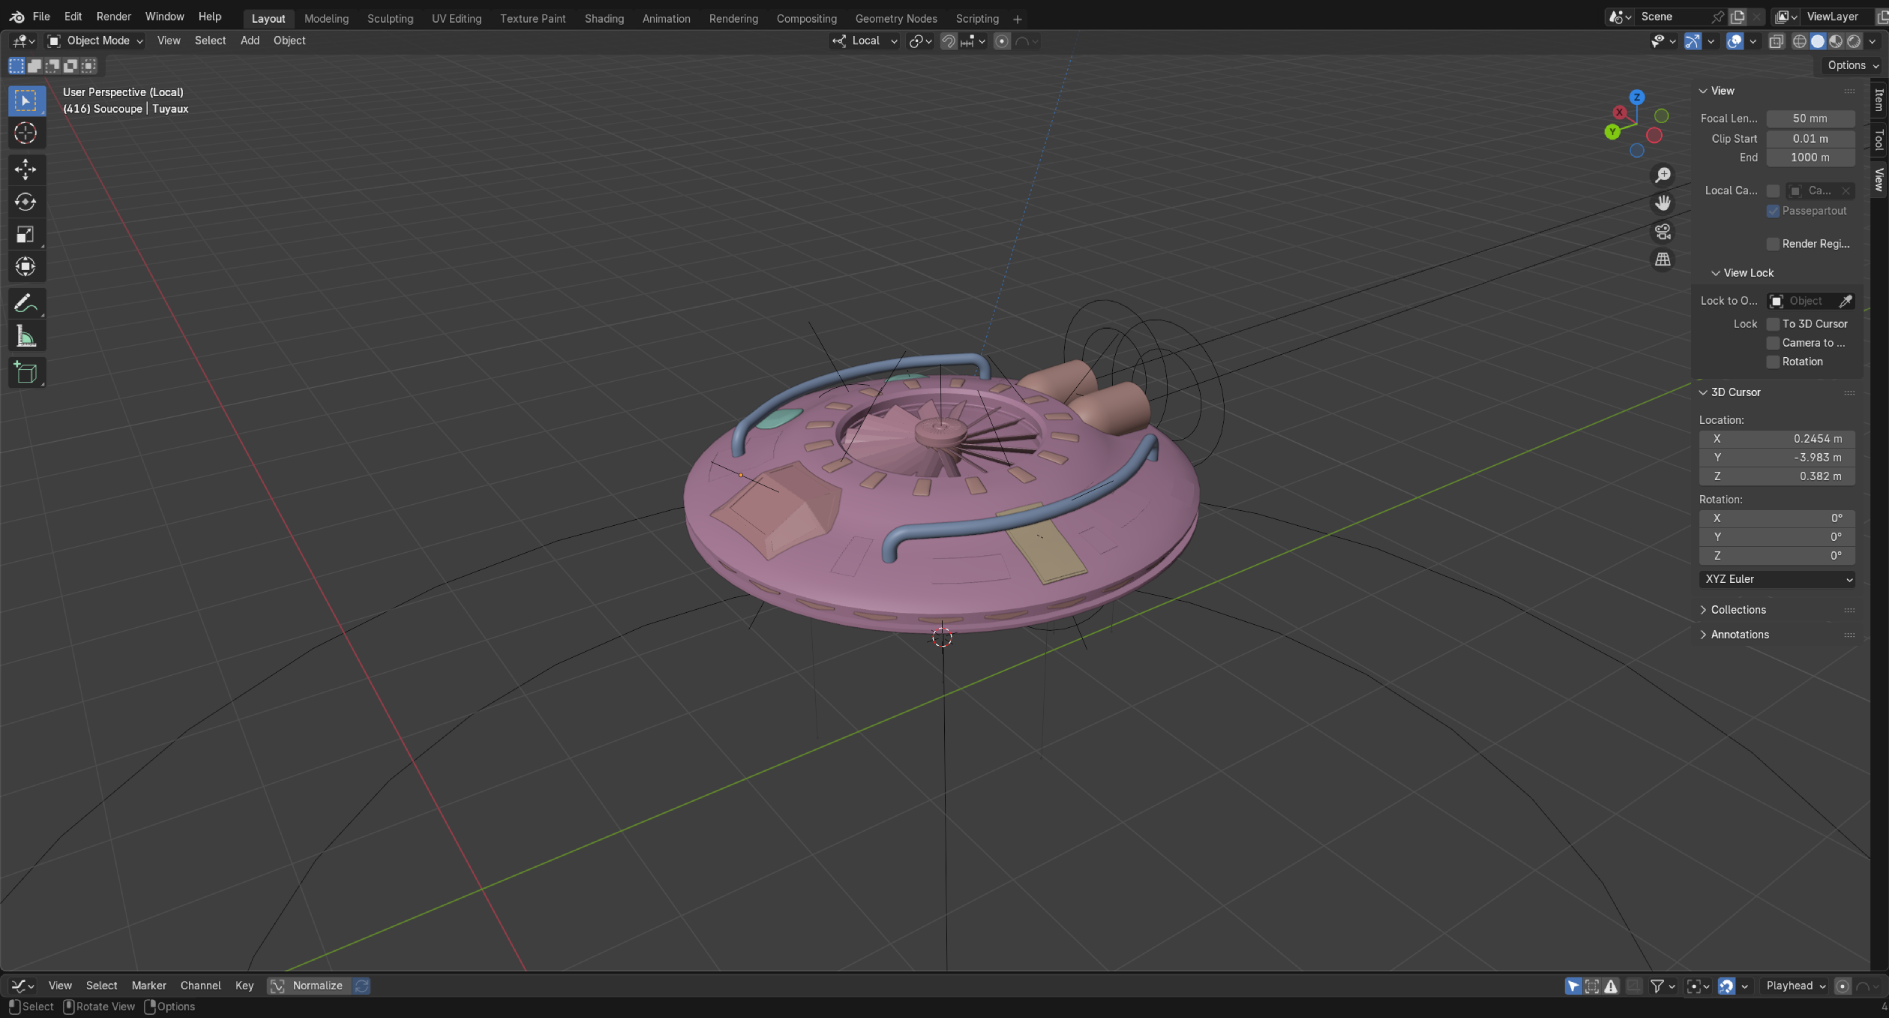 File Edit Render Window Help Layout Modeling Sculpting UV Editing Texture Paint Shading Animation Rendering Compositing Geometry Nodes Scripting + Scene ViewLayer
Object Mode View Select Add Object Local
Options
User Perspective (Local)
(416) Soucoupe | Tuyaux
Z
X
Y
View
Focal Len... 50 mm
Clip Start 0.01 m
End 1000 m
Local Ca... Ca...
Passepartout
Render Regi...
View Lock
Lock to O... Object
Lock To 3D Cursor
Camera to ...
Rotation
3D Cursor
Location:
X 0.2454 m
Y -3.983 m
Z 0.382 m
Rotation:
X 0°
Y 0°
Z 0°
XYZ Euler
Collections
Annotations
Item
Tool
View
View Select Marker Channel Key Normalize Playhead
Select Rotate View Options 4